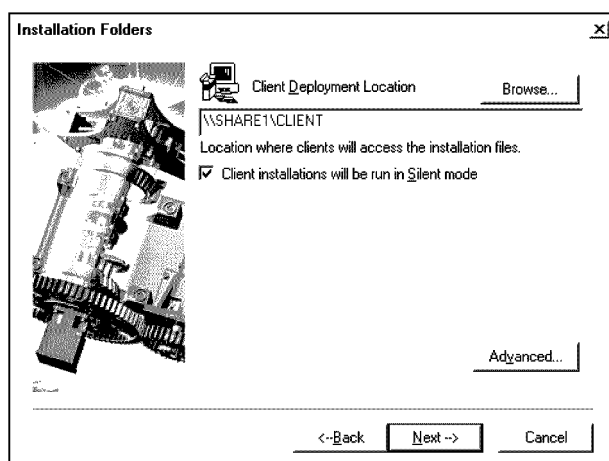 Installation Folders
Client Deployment Location
Browse...
\\SHARE1\CLIENT
Location where clients will access the installation files.
Client installations will be run in Silent mode
Advanced...
<--Back
Next -->
Cancel